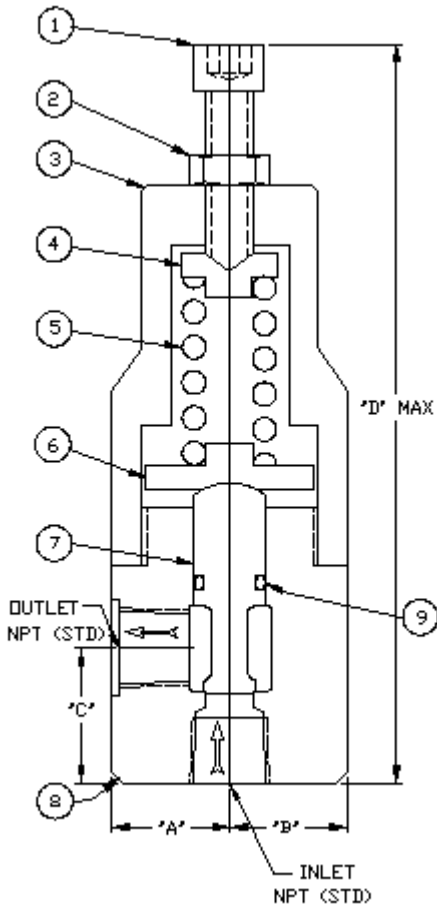 1
2
3
4
5
"D" MAX
6
7
OUTLET
NPT (STD)
9
"C"
8
"A"
"B"
INLET
NPT (STD)